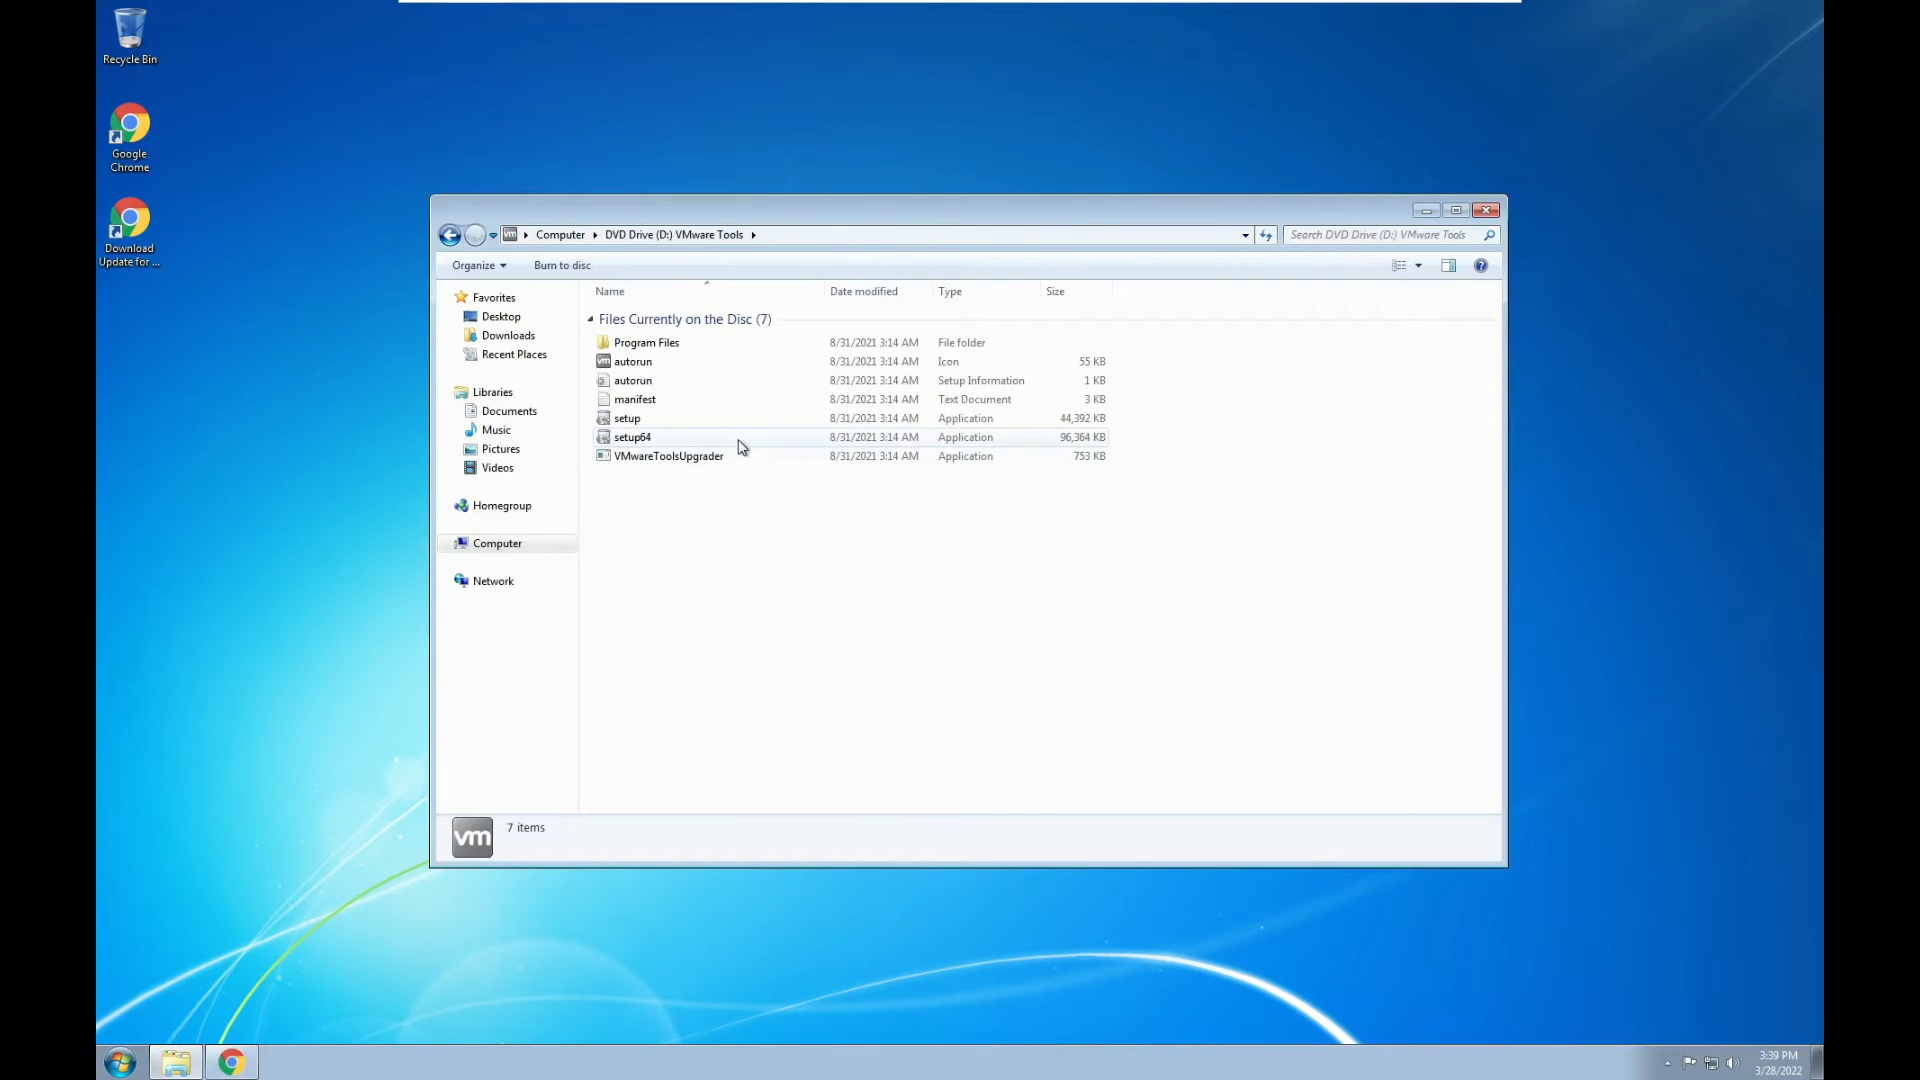 Recycle Bin
Google
Chrome
Download
Update for ...
vm Computer DVD Drive (D:) VMware Tools Search DVD Drive (D:) VMware Tools
Organize Burn to disc
Favorites
Desktop
Downloads
Recent Places
Libraries
Documents
Music
Pictures
Videos
Homegroup
Computer
Network
Name Date modified Type Size
Files Currently on the Disc (7)
Program Files 8/31/2021 3:14 AM File folder
vm autorun 8/31/2021 3:14 AM Icon 55 KB
autorun 8/31/2021 3:14 AM Setup Information 1 KB
manifest 8/31/2021 3:14 AM Text Document 3 KB
setup 8/31/2021 3:14 AM Application 44,392 KB
setup64 8/31/2021 3:14 AM Application 96,364 KB
VMwareToolsUpgrader 8/31/2021 3:14 AM Application 753 KB
vm 7 items
3:39 PM
3/28/2022